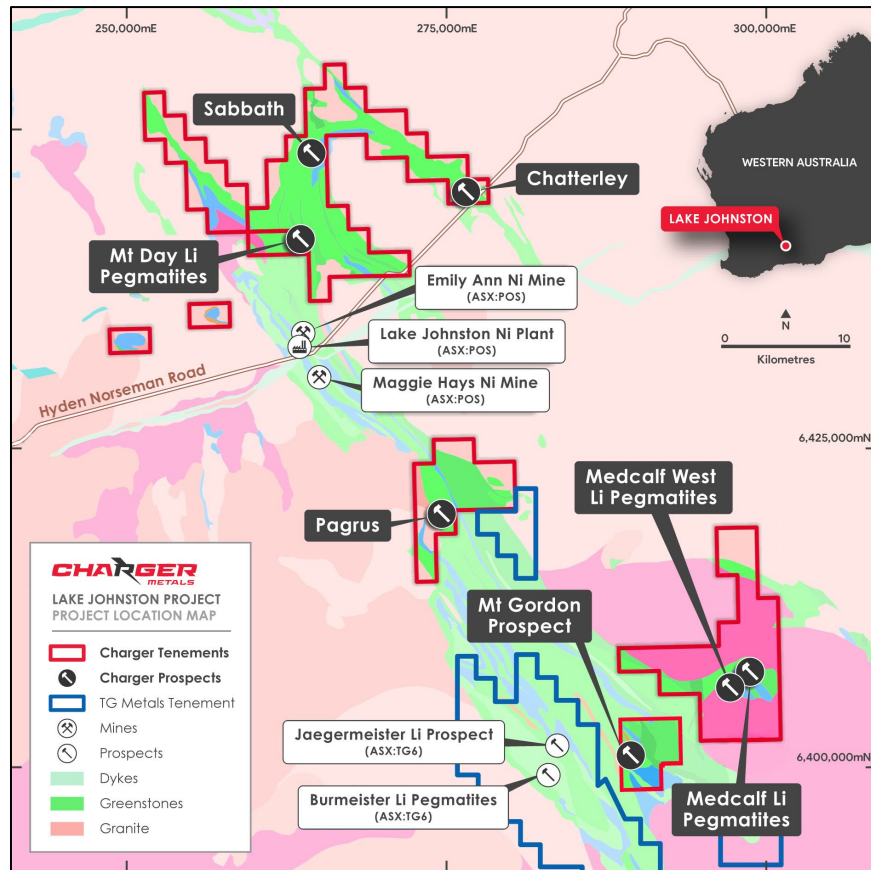 250,000mE
275,000mE
300,000mE
Sabbath
Chatterley
WESTERN AUSTRALIA
LAKE JOHNSTON
Mt Day Li
Pegmatites
Emily Ann Ni Mine
(ASX:POS)
Lake Johnston Ni Plant
(ASX:POS)
Maggie Hays Ni Mine
(ASX:POS)
N
0 10
Kilometres
Hyden Norseman Road
6,425,000mN
Medcalf West
Li Pegmatites
Pagrus
Mt Gordon
Prospect
CHARGER
METALS
LAKE JOHNSTON PROJECT
PROJECT LOCATION MAP
Charger Tenements
Charger Prospects
TG Metals Tenement
Mines
Prospects
Dykes
Greenstones
Granite
Jaegermeister Li Prospect
(ASX:TG6)
Burmeister Li Pegmatites
(ASX:TG6)
6,400,000mN
Medcalf Li
Pegmatites